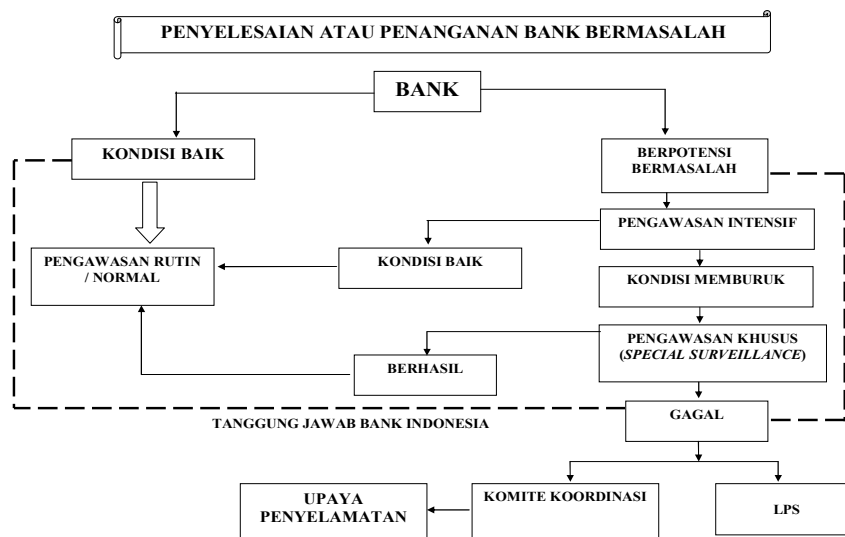 PENYELESAIAN ATAU PENANGANAN BANK BERMASALAH
BANK
KONDISI BAIK
BERPOTENSI
BERMASALAH
PENGAWASAN INTENSIF
PENGAWASAN RUTIN
/ NORMAL
KONDISI BAIK
KONDISI MEMBURUK
PENGAWASAN KHUSUS
(SPECIAL SURVEILLANCE)
BERHASIL
GAGAL
TANGGUNG JAWAB BANK INDONESIA
UPAYA
PENYELAMATAN
KOMITE KOORDINASI
LPS